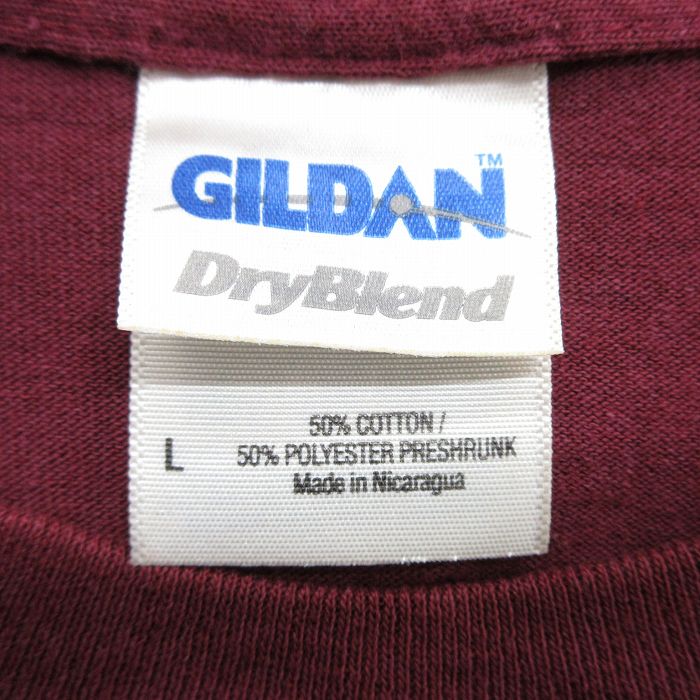 GILDAN™
DryBlend
50% COTTON /
L 50% POLYESTER PRESHRUNK
Made in Nicaragua